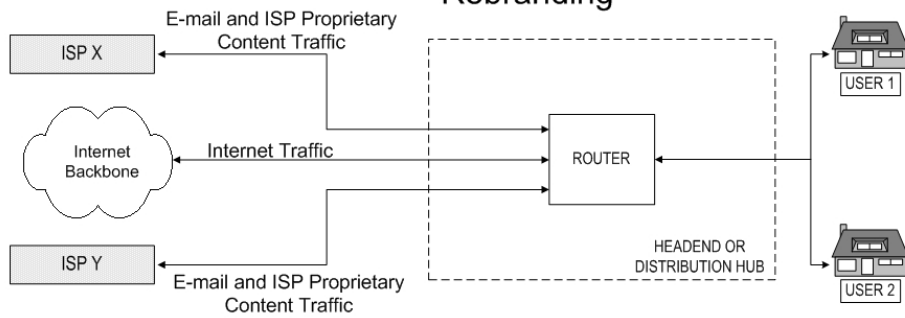 Rebranding
E-mail and ISP Proprietary
Content Traffic
ISP X
USER 1
Internet
Backbone
Internet Traffic
ROUTER
ISP Y
HEADEND OR
DISTRIBUTION HUB
E-mail and ISP Proprietary
Content Traffic
USER 2